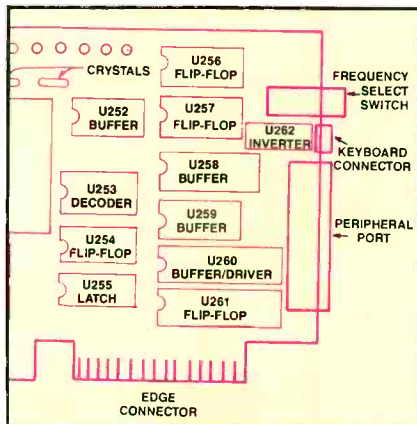 CRYSTALS
U256
FLIP-FLOP
FREQUENCY
SELECT
SWITCH
U252
BUFFER
U257
FLIP-FLOP
U262
INVERTER
KEYBOARD
CONNECTOR
U258
BUFFER
U253
DECODER
U259
BUFFER
PERIPHERAL
PORT
U254
FLIP-FLOP
U260
BUFFER/DRIVER
U255
LATCH
U261
FLIP-FLOP
EDGE
CONNECTOR